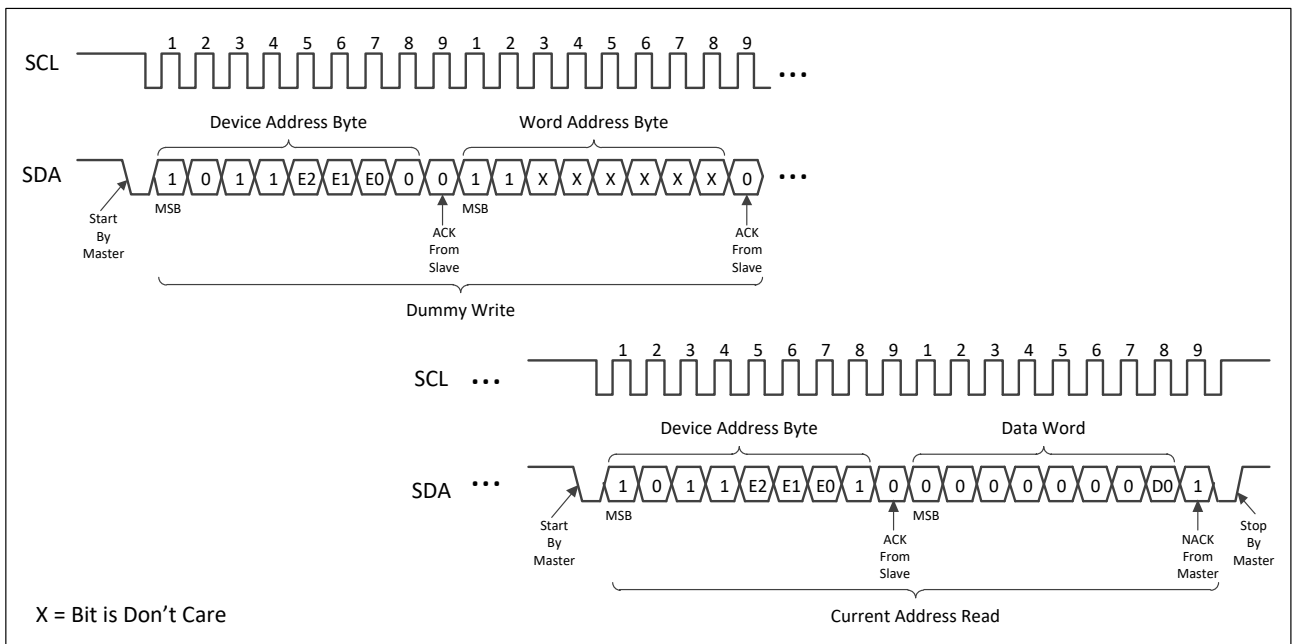 1 2 3 4 5 6 7 8 9 1 2 3 4 5 6 7 8 9
SCL ...
Device Address Byte Word Address Byte
SDA 1 0 1 1 E2 E1 E0 0 0 1 1 X X X X X X 0 ...
MSB MSB
Start
By
Master
ACK
From
Slave
ACK
From
Slave
Dummy Write
1 2 3 4 5 6 7 8 9 1 2 3 4 5 6 7 8 9
SCL ...
Device Address Byte Data Word
SDA ... 1 0 1 1 E2 E1 E0 1 0 0 0 0 0 0 0 0 D0 1
MSB MSB
Start
By
Master
ACK
From
Slave
NACK
From
Master
Stop
By
Master
Current Address Read
X = Bit is Don’t Care